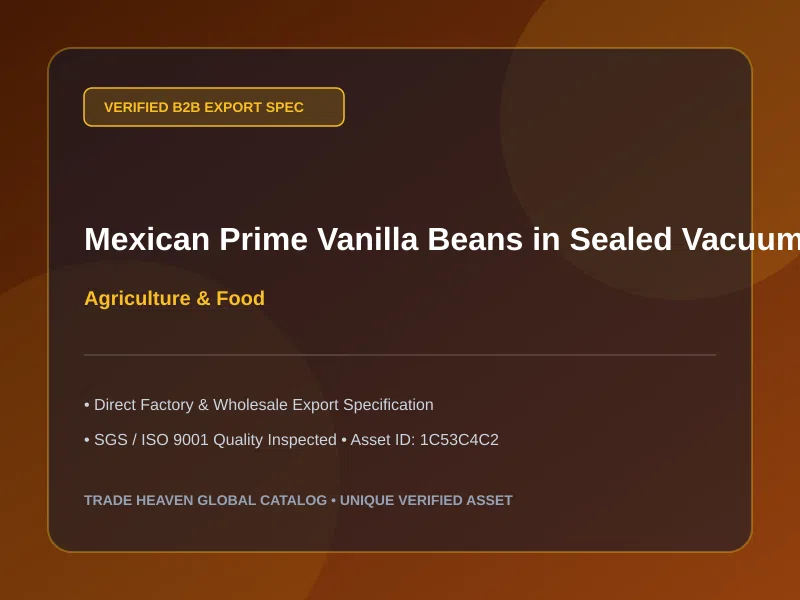 VERIFIED B2B EXPORT SPEC
Mexican Prime Vanilla Beans in Sealed Vacuum
Agriculture & Food
• Direct Factory & Wholesale Export Specification
• SGS / ISO 9001 Quality Inspected • Asset ID: 1C53C4C2
TRADE HEAVEN GLOBAL CATALOG • UNIQUE VERIFIED ASSET